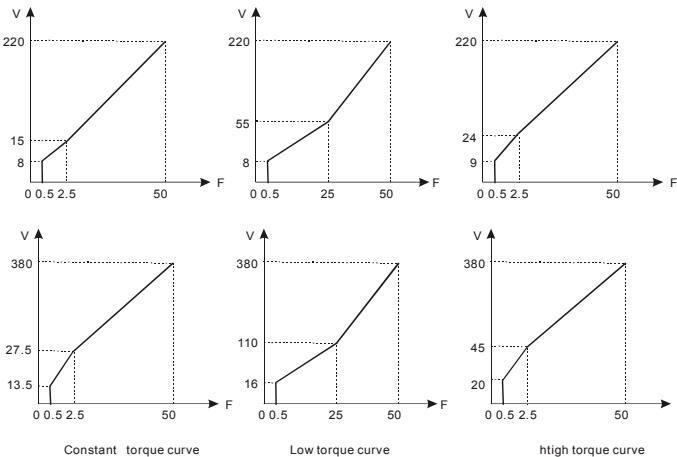 V V V
220 220 220
15 55 24
8 8 9
0 0.5 2.5 50 F 0 0.5 25 50 F 0 0.5 2.5 50 F
V V V
380 380 380
27.5 110 45
13.5 16 20
0 0.5 2.5 50 F 0 0.5 25 50 F 0 0.5 2.5 50
Constant torque curve Low torque curve htigh torque curve